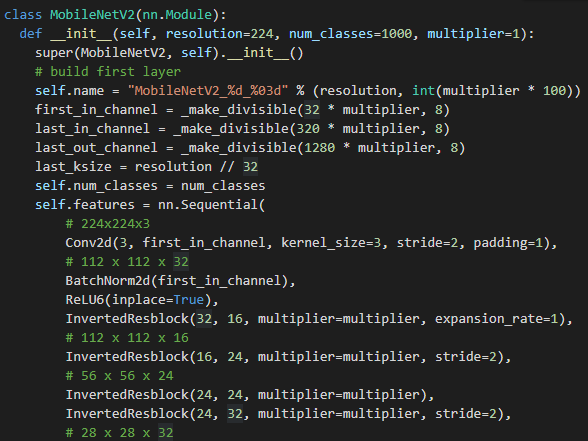 class MobileNetV2(nn.Module):
def __init__(self, resolution=224, num_classes=1000, multiplier=1):
super(MobileNetV2, self).__init__()
# build first layer
self.name = "MobileNetV2_%d_%03d" % (resolution, int(multiplier * 100))
first_in_channel = _make_divisible(32 * multiplier, 8)
last_in_channel = _make_divisible(320 * multiplier, 8)
last_out_channel = _make_divisible(1280 * multiplier, 8)
last_ksize = resolution // 32
self.num_classes = num_classes
self.features = nn.Sequential(
# 224x224x3
Conv2d(3, first_in_channel, kernel_size=3, stride=2, padding=1),
# 112 x 112 x 32
BatchNorm2d(first_in_channel),
ReLU6(inplace=True),
InvertedResblock(32, 16, multiplier=multiplier, expansion_rate=1),
# 112 x 112 x 16
InvertedResblock(16, 24, multiplier=multiplier, stride=2),
# 56 x 56 x 24
InvertedResblock(24, 24, multiplier=multiplier),
InvertedResblock(24, 32, multiplier=multiplier, stride=2),
# 28 x 28 x 32